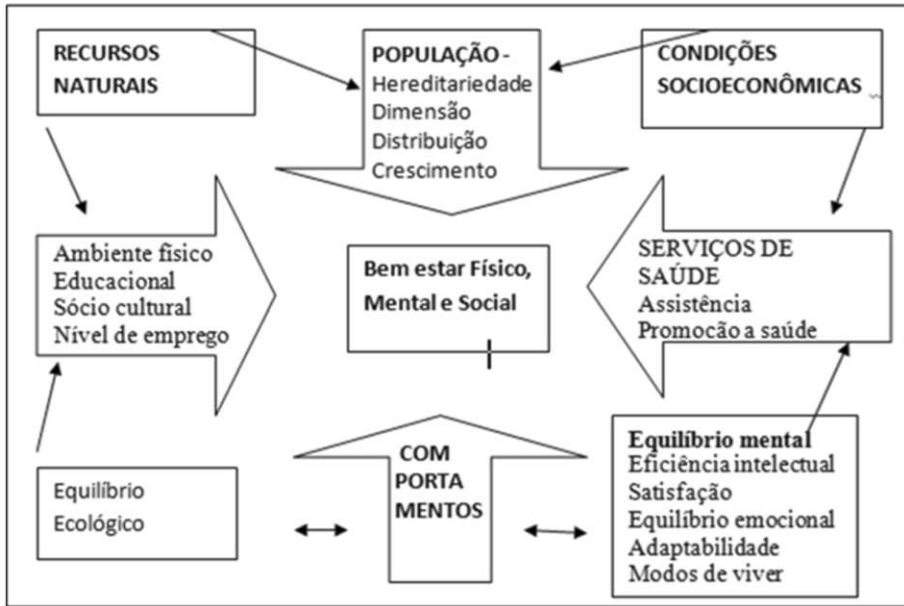 RECURSOS
NATURAIS
POPULAÇÃO -
Hereditariedade
Dimensão
Distribuição
Crescimento
CONDIÇÕES
SOCIOECONÔMICAS
Ambiente físico
Educacional
Sócio cultural
Nível de emprego
Bem estar Físico,
Mental e Social
SERVIÇOS DE
SAÚDE
Assistência
Promocão a saúde
Equilíbrio
Ecológico
COM
PORTA
MENTOS
Equilíbrio mental
Eficiência intelectual
Satisfação
Equilíbrio emocional
Adaptabilidade
Modos de viver